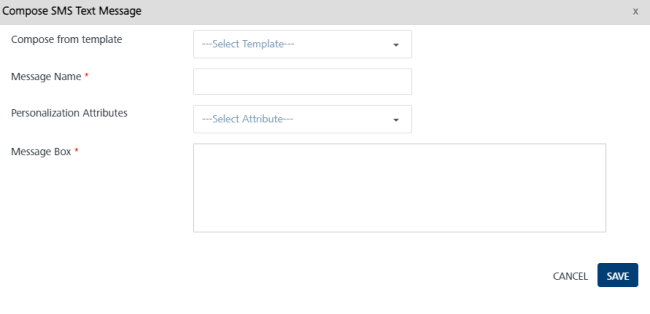 Compose SMS Text Message x
Compose from template ---Select Template---
Message Name *
Personalization Attributes ---Select Attribute---
Message Box *
CANCEL SAVE